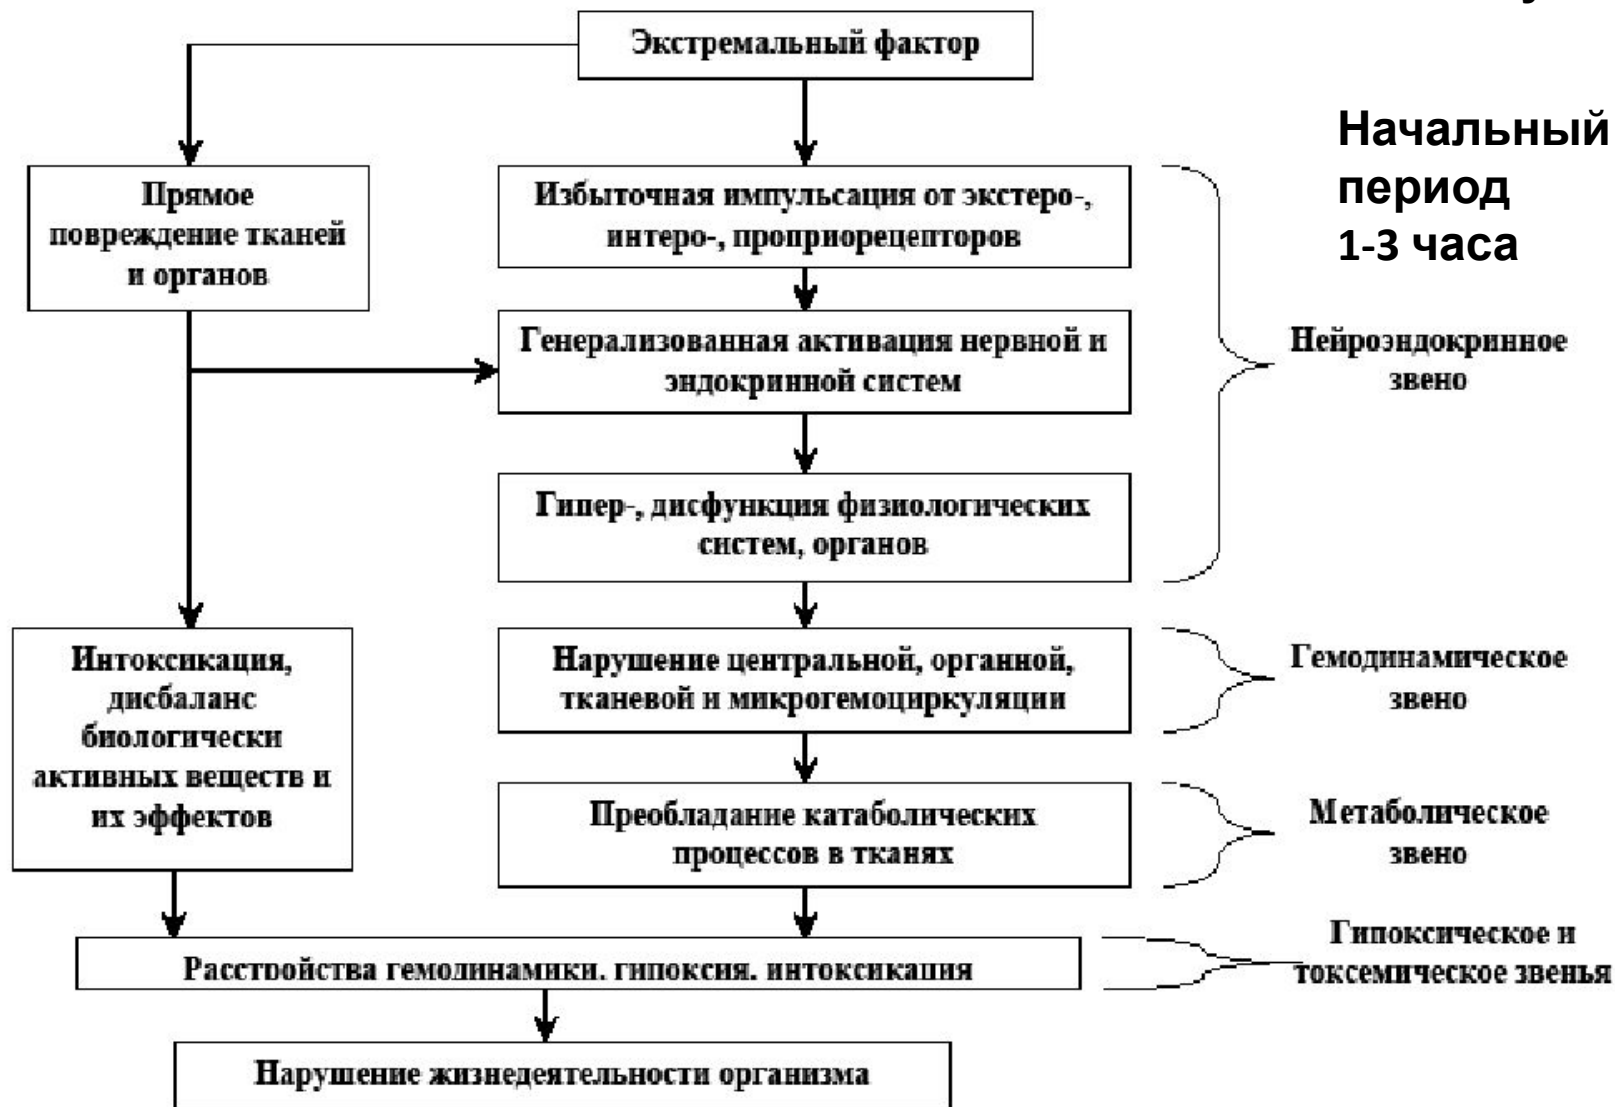 Экстремальный фактор
Начальный
период
1-3 часа
Прямое
повреждение тканей
и органов
Избыточная импульсация от экстеро-,
интеро-, проприорецепторов
Генерализованная активация нервной и
эндокринной систем
Нейроэндокринное
звено
Гипер-, дисфункция физиологических
систем, органов
Интоксикация,
дисбаланс
биологически
активных веществ и
их эффектов
Нарушение центральной, органной,
тканевой и микрогемоциркуляции
Гемодинамическое
звено
Преобладание катаболических
процессов в тканях
Метаболическое
звено
Расстройства гемодинамики, гипоксия, интоксикация
Гипоксическое и
токсемическое звенья
Нарушение жизнедеятельности организма